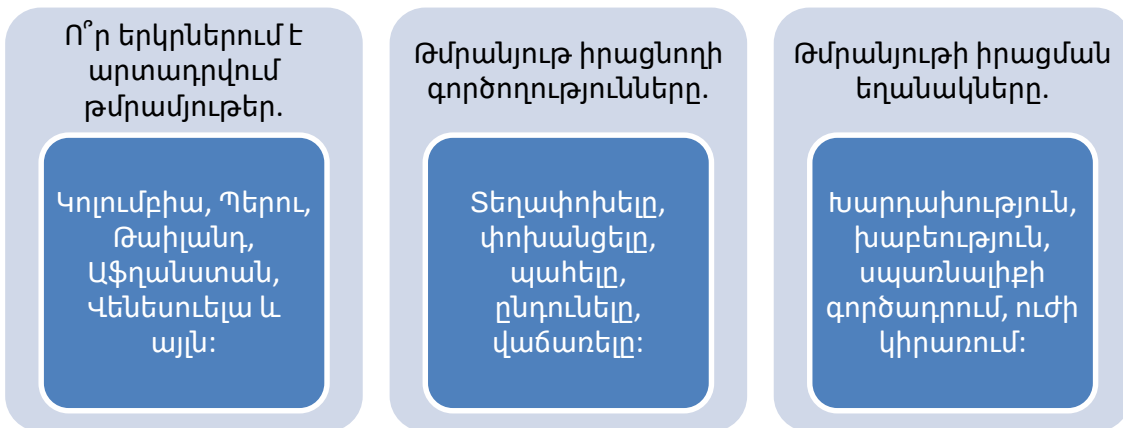 Ո՞ր երկրներում է
արտադրվում
թմրամյութեր.
Կոլումբիա, Պերու,
Թաիլանդ,
Աֆղանստան,
Վենեսուելա և
այլն:
Թմրանյութ իրացնողի
գործողությունները.
Տեղափոխելը,
փոխանցելը,
պահելը,
ընդունելը,
վաճառելը:
Թմրանյութի իրացման
եղանակները.
Խարդախություն,
խաբեություն,
սպառնալիքի
գործադրում, ուժի
կիրառում: